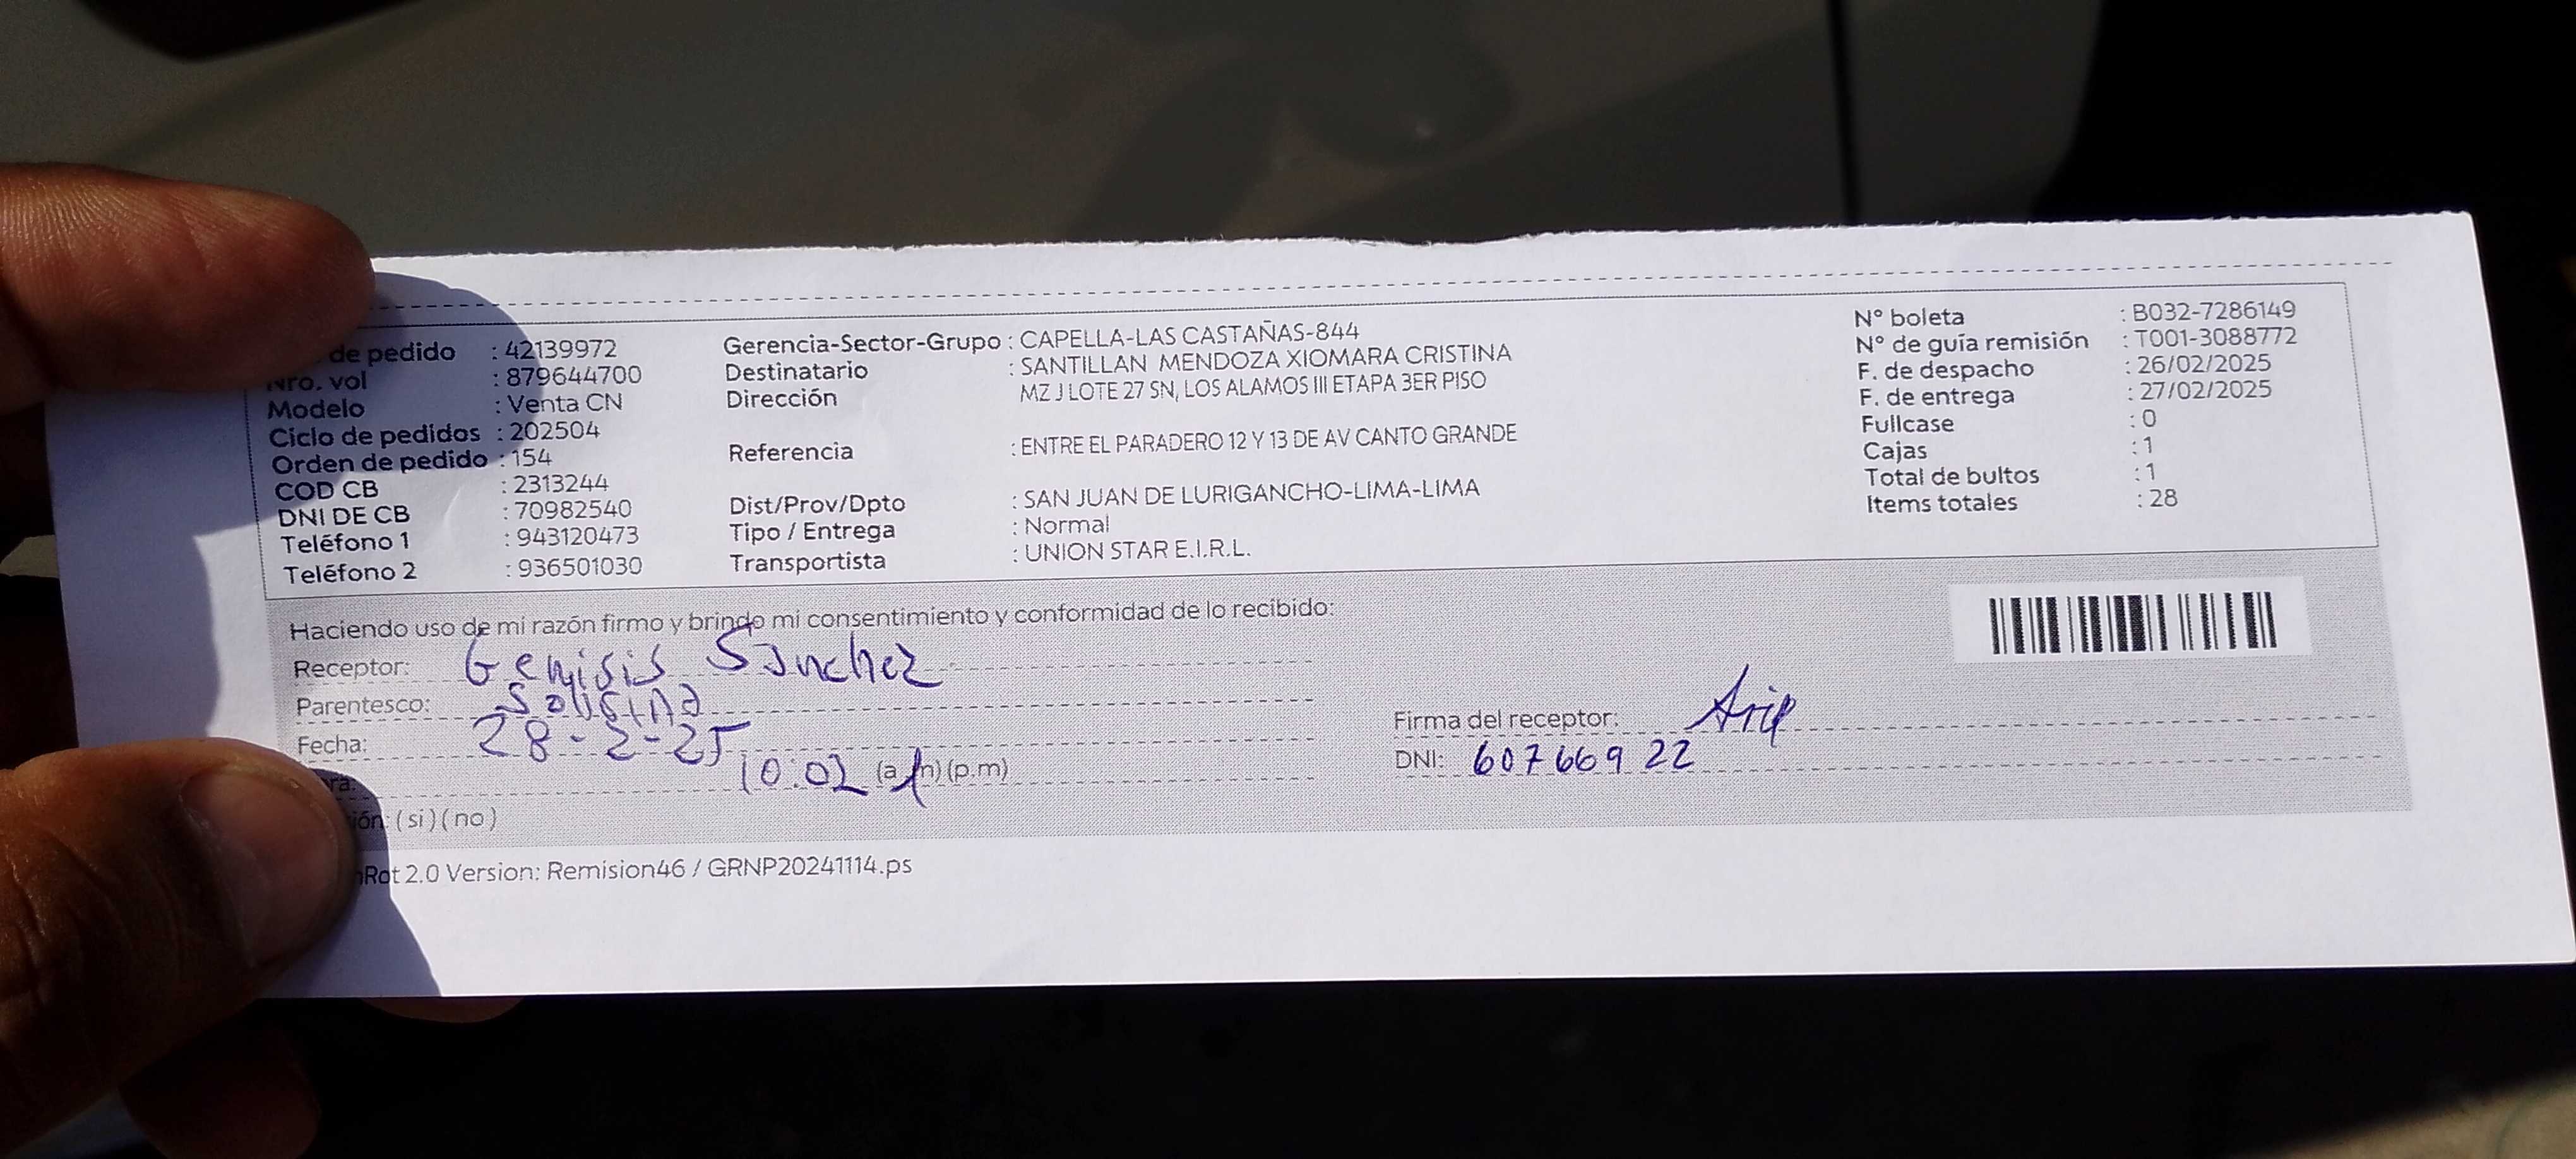 de pedido : 42139972
Nro. vol : 879644700
Modelo : Venta CN
Ciclo de pedidos : 202504
Orden de pedido : 154
COD CB : 2313244
DNI DE CB : 70982540
Teléfono 1 : 943120473
Teléfono 2 : 936501030
Gerencia-Sector-Grupo : CAPELLA-LAS CASTAÑAS-844
Destinatario : SANTILLAN MENDOZA XIOMARA CRISTINA
Dirección MZ J LOTE 27 SN, LOS ALAMOS III ETAPA 3ER PISO
Referencia : ENTRE EL PARADERO 12 Y 13 DE AV CANTO GRANDE
Dist/Prov/Dpto : SAN JUAN DE LURIGANCHO-LIMA-LIMA
Tipo / Entrega : Normal
Transportista : UNION STAR E.I.R.L.
N° boleta : B032-7286149
N° de guía remisión : T001-3088772
F. de despacho : 26/02/2025
F. de entrega : 27/02/2025
Fullcase : 0
Cajas : 1
Total de bultos : 1
Items totales : 28
Haciendo uso de mi razón firmo y brindo mi consentimiento y conformidad de lo recibido:
Receptor: Genisis Sanchez
Parentesco:
Fecha: 28-2-25
10:02 (a.m) (p.m)
Firma del receptor:
DNI: 60766922
(si) (no)
Rot 2.0 Version: Remision46 / GRNP20241114.ps